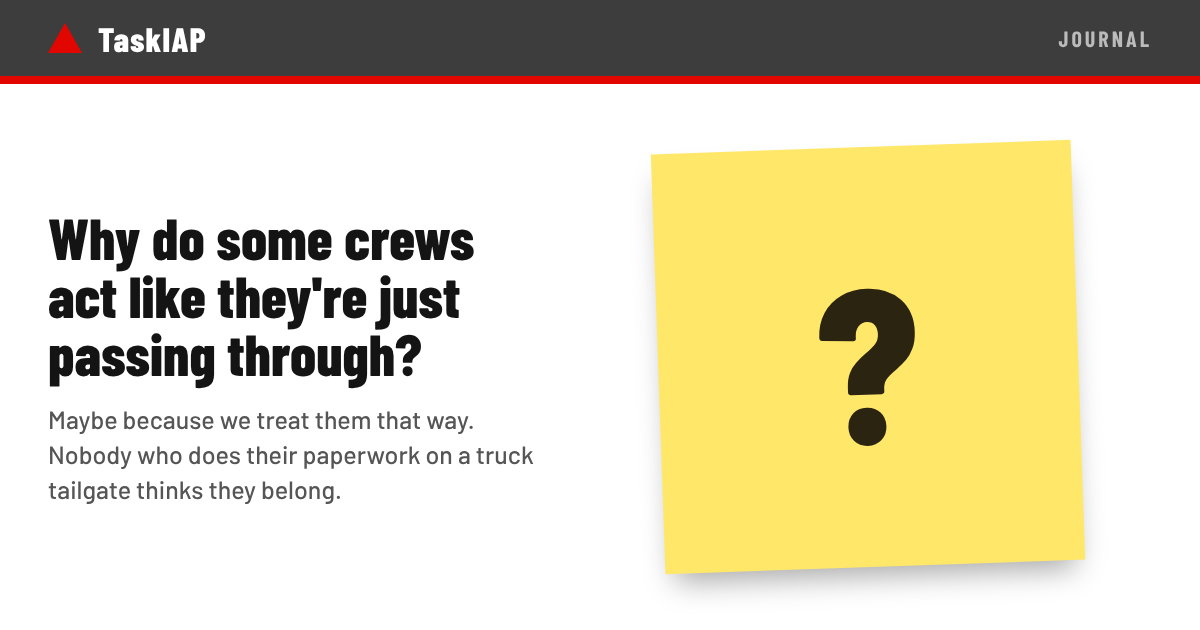 TaskIAP
JOURNAL
Why do some crews
act like they're just
passing through?
Maybe because we treat them that way.
Nobody who does their paperwork on a truck
tailgate thinks they belong.
?